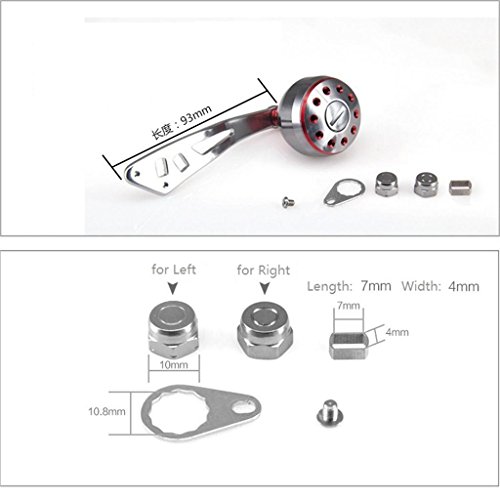 长度：93mm
for Left
for Right
Length: 7mm Width: 4mm
7mm
4mm
10mm
10.8mm